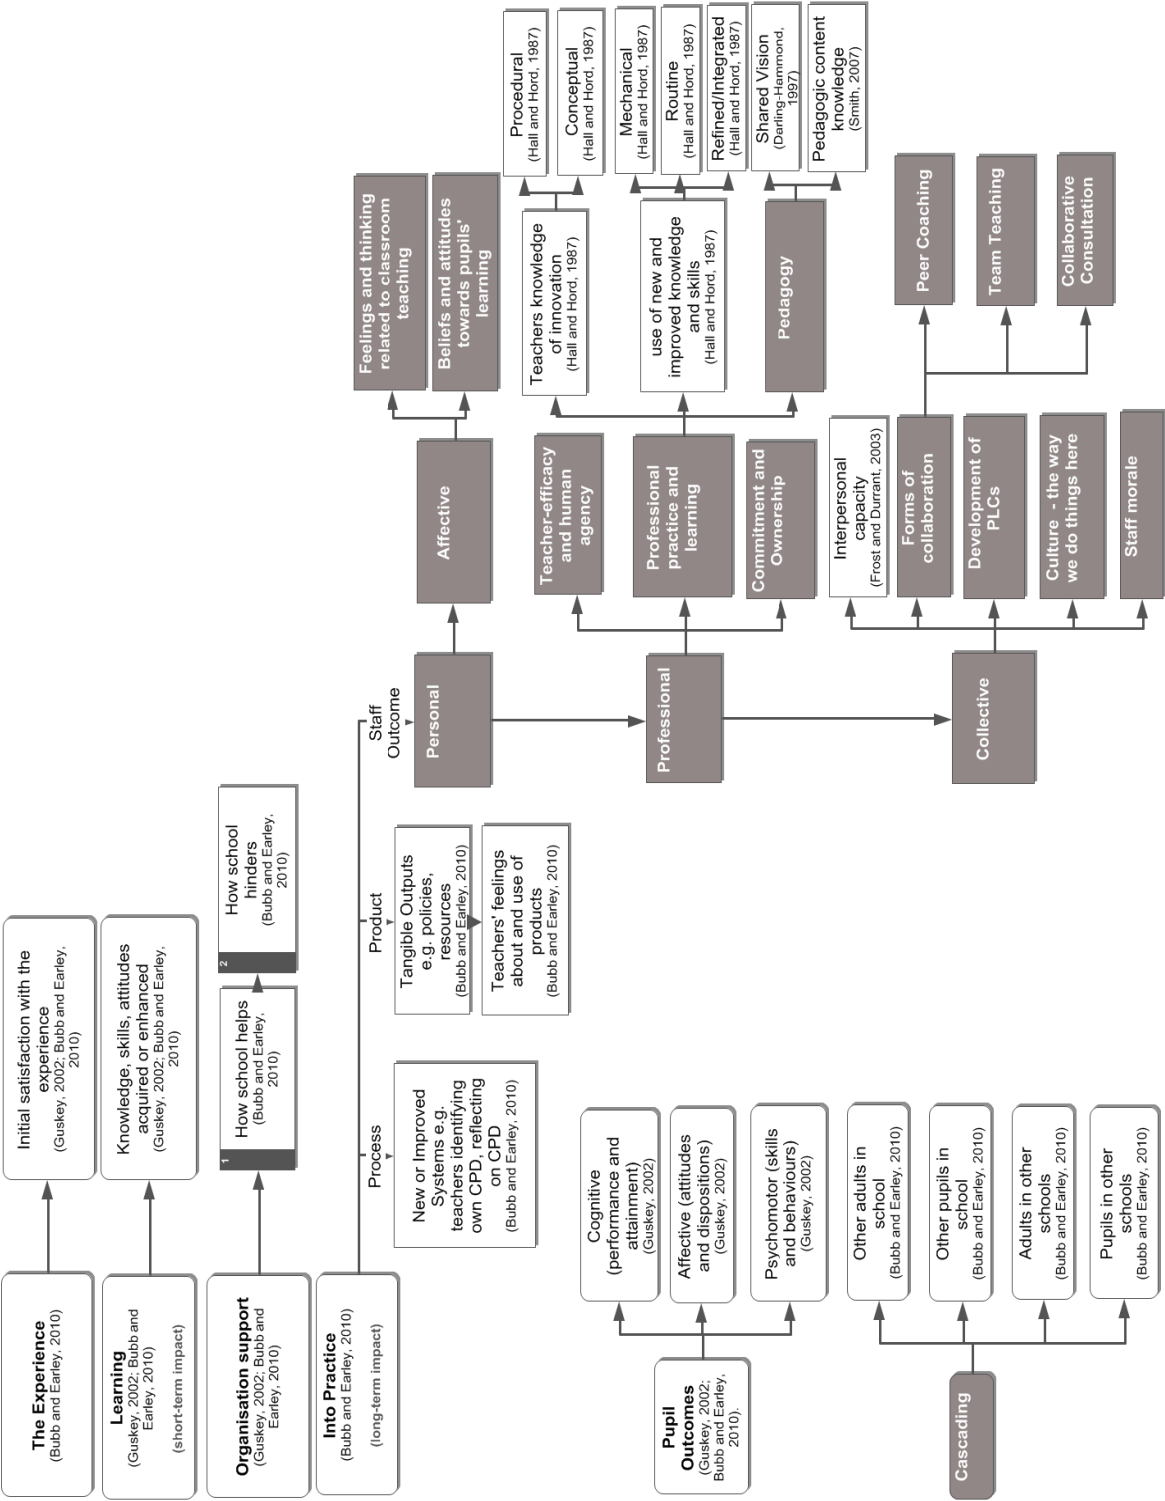 The Experience
(Bubb and Earley, 2010)
Initial satisfaction with the
experience
(Guskey, 2002; Bubb and Earley,
2010)
Learning
(Guskey, 2002; Bubb and
Earley, 2010)
(short-term impact)
Knowledge, skills, attitudes
acquired or enhanced
(Guskey, 2002; Bubb and Earley,
2010)
Organisation support
(Guskey, 2002; Bubb and
Earley, 2010)
1
How school helps
(Bubb and Earley,
2010)
2
How school
hinders
(Bubb and Earley,
2010)
Into Practice
(Bubb and Earley, 2010)
(long-term impact)
Process
New or Improved
Systems e.g.
teachers identifying
own CPD, reflecting
on CPD
(Bubb and Earley, 2010)
Product
Tangible Outputs
e.g. policies,
resources
(Bubb and Earley, 2010)
Teachers' feelings
about and use of
products
(Bubb and Earley, 2010)
Staff
Outcome
Personal
Affective
Feelings and thinking
related to classroom
teaching
Beliefs and attitudes
towards pupils'
learning
Professional
Teacher-efficacy
and human
agency
Professional
practice and
learning
Commitment and
Ownership
Teachers knowledge
of innovation
(Hall and Hord, 1987)
Procedural
(Hall and Hord, 1987)
Conceptual
(Hall and Hord, 1987)
use of new and
improved knowledge
and skills
(Hall and Hord, 1987)
Mechanical
(Hall and Hord, 1987)
Routine
(Hall and Hord, 1987)
Refined/Integrated
(Hall and Hord, 1987)
Pedagogy
Shared Vision
(Darling-Hammond,
1997)
Pedagogic content
knowledge
(Smith, 2007)
Collective
Interpersonal
capacity
(Frost and Durrant, 2003)
Forms of
collaboration
Development of
PLCs
Culture - the way
we do things here
Staff morale
Peer Coaching
Team Teaching
Collaborative
Consultation
Pupil
Outcomes
(Guskey, 2002;
Bubb and Earley,
2010).
Cognitive
(performance and
attainment)
(Guskey, 2002)
Affective (attitudes
and dispositions)
(Guskey, 2002)
Psychomotor (skills
and behaviours)
(Guskey, 2002)
Cascading
Other adults in
school
(Bubb and Earley, 2010)
Other pupils in
school
(Bubb and Earley, 2010)
Adults in other
schools
(Bubb and Earley, 2010)
Pupils in other
schools
(Bubb and Earley, 2010)